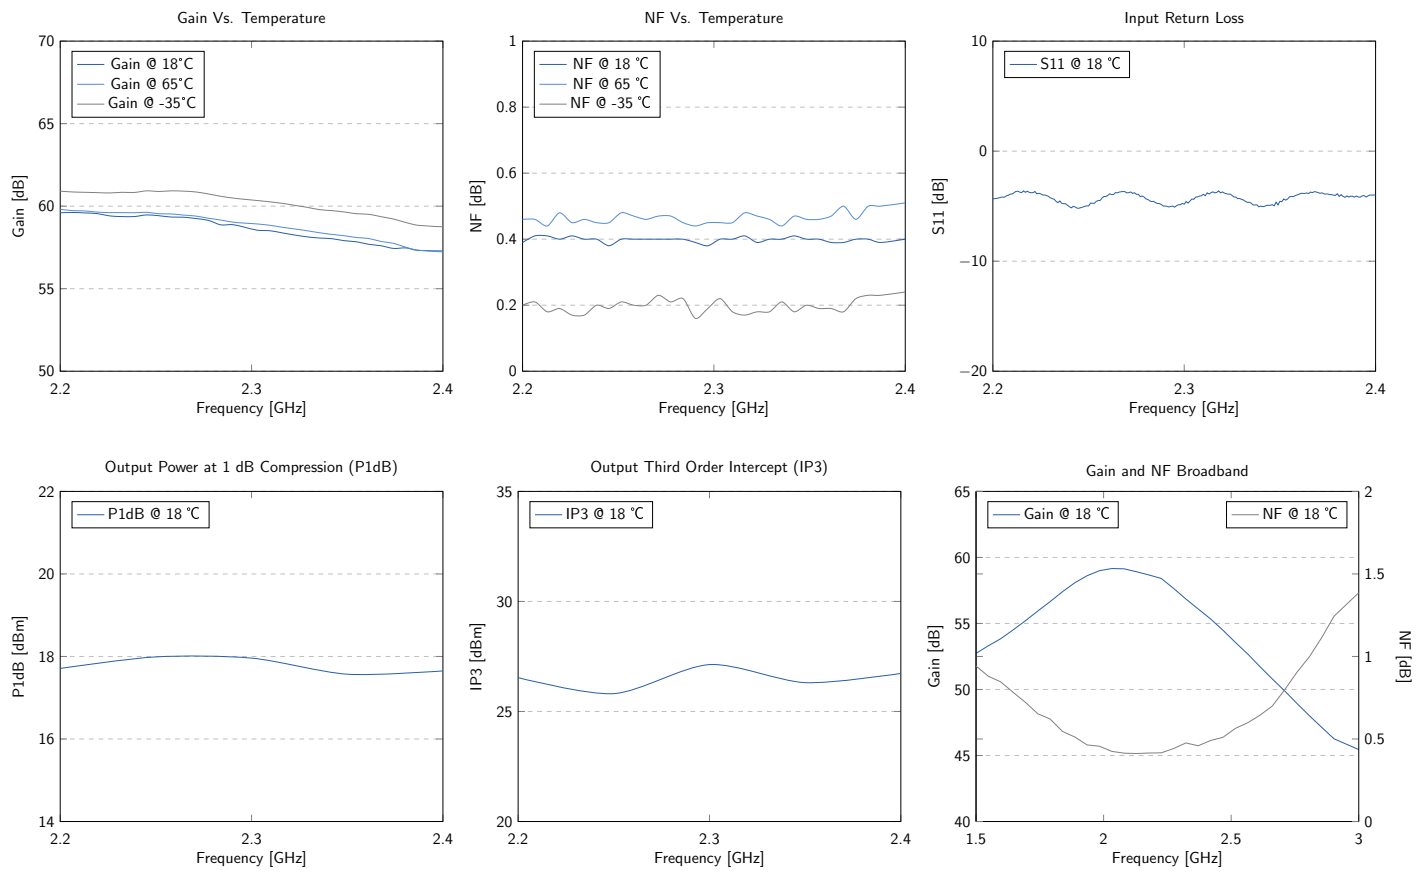 Gain Vs. Temperature
70
65
60
55
50
2.2
2.3
2.4
Gain [dB]
Frequency [GHz]
Gain @ 18°C
Gain @ 65°C
Gain @ -35°C
NF Vs. Temperature
1
0.8
0.6
0.4
0.2
0
2.2
2.3
2.4
NF [dB]
Frequency [GHz]
NF @ 18 °C
NF @ 65 °C
NF @ -35 °C
Input Return Loss
10
0
−10
−20
2.2
2.3
2.4
S11 [dB]
Frequency [GHz]
S11 @ 18 °C
Output Power at 1 dB Compression (P1dB)
22
20
18
16
14
2.2
2.3
2.4
P1dB [dBm]
Frequency [GHz]
P1dB @ 18 °C
Output Third Order Intercept (IP3)
35
30
25
20
2.2
2.3
2.4
IP3 [dBm]
Frequency [GHz]
IP3 @ 18 °C
Gain and NF Broadband
65
60
55
50
45
40
1.5
2
2.5
3
Gain [dB]
Frequency [GHz]
Gain @ 18 °C
NF @ 18 °C
2
1.5
1
0.5
0
NF [dB]